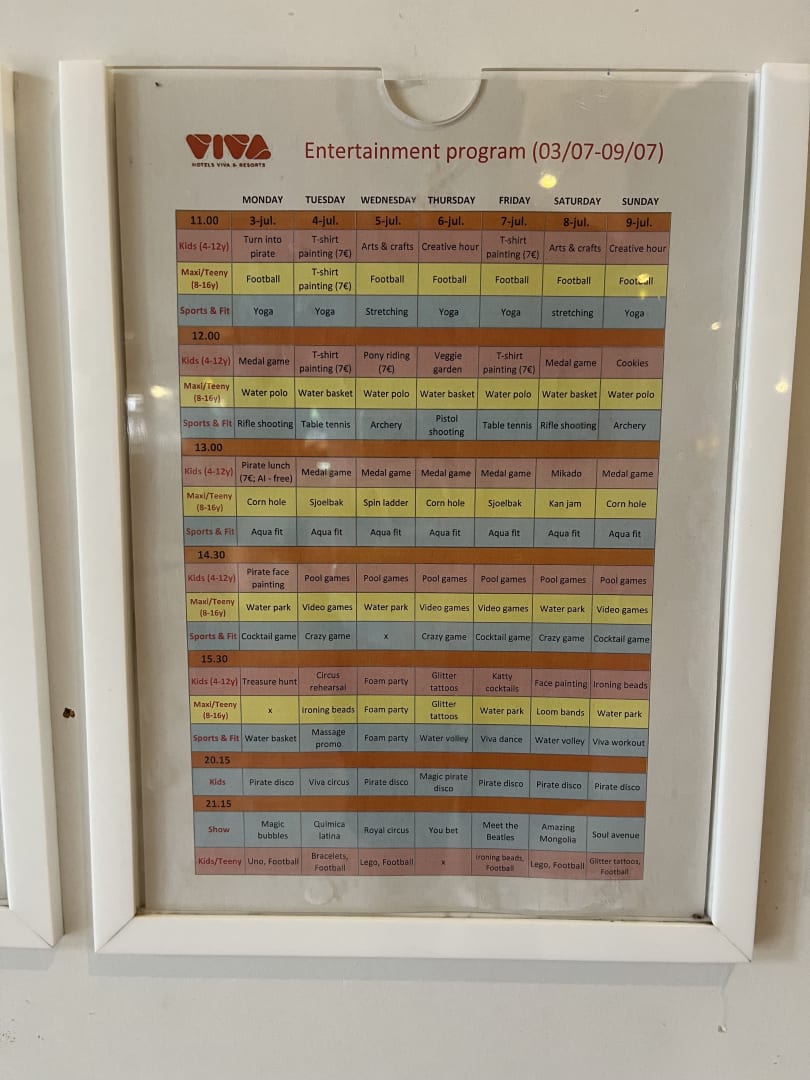 VIVA
HOTELS VIVA & RESORTS
Entertainment program (03/07-09/07)
MONDAY TUESDAY WEDNESDAY THURSDAY FRIDAY SATURDAY SUNDAY
11.00 3-jul. 4-jul. 5-jul. 6-jul. 7-jul. 8-jul. 9-jul.
Kids (4-12y) Turn into pirate T-shirt painting (7€) Arts & crafts Creative hour T-shirt painting (7€) Arts & crafts Creative hour
Maxi/Teeny (8-16y) Football T-shirt painting (7€) Football Football Football Football Football
Sports & Fit Yoga Yoga Stretching Yoga Yoga stretching Yoga
12.00
Kids (4-12y) Medal game T-shirt painting (7€) Pony riding (7€) Veggie garden T-shirt painting (7€) Medal game Cookies
Maxi/Teeny (8-16y) Water polo Water basket Water polo Water basket Water polo Water basket Water polo
Sports & Fit Rifle shooting Table tennis Archery Pistol shooting Table tennis Rifle shooting Archery
13.00
Kids (4-12y) Pirate lunch (7€; AI - free) Medal game Medal game Medal game Medal game Mikado Medal game
Maxi/Teeny (8-16y) Corn hole Sjoelbak Spin ladder Corn hole Sjoelbak Kan jam Corn hole
Sports & Fit Aqua fit Aqua fit Aqua fit Aqua fit Aqua fit Aqua fit Aqua fit
14.30
Kids (4-12y) Pirate face painting Pool games Pool games Pool games Pool games Pool games Pool games
Maxi/Teeny (8-16y) Water park Video games Water park Video games Video games Water park Video games
Sports & Fit Cocktail game Crazy game x Crazy game Cocktail game Crazy game Cocktail game
15.30
Kids (4-12y) Treasure hunt Circus rehearsal Foam party Glitter tattoos Katty cocktails Face painting Ironing beads
Maxi/Teeny (8-16y) x Ironing beads Foam party Glitter tattoos Water park Loom bands Water park
Sports & Fit Water basket Massage promo Foam party Water volley Viva dance Water volley Viva workout
20.15
Kids Pirate disco Viva circus Pirate disco Magic pirate disco Pirate disco Pirate disco Pirate disco
21.15
Show Magic bubbles Quimica latina Royal circus You bet Meet the Beatles Amazing Mongolia Soul avenue
Kids/Teeny Uno, Football Bracelets, Football Lego, Football x Ironing beads, Football Lego, Football Glitter tattoos, Football